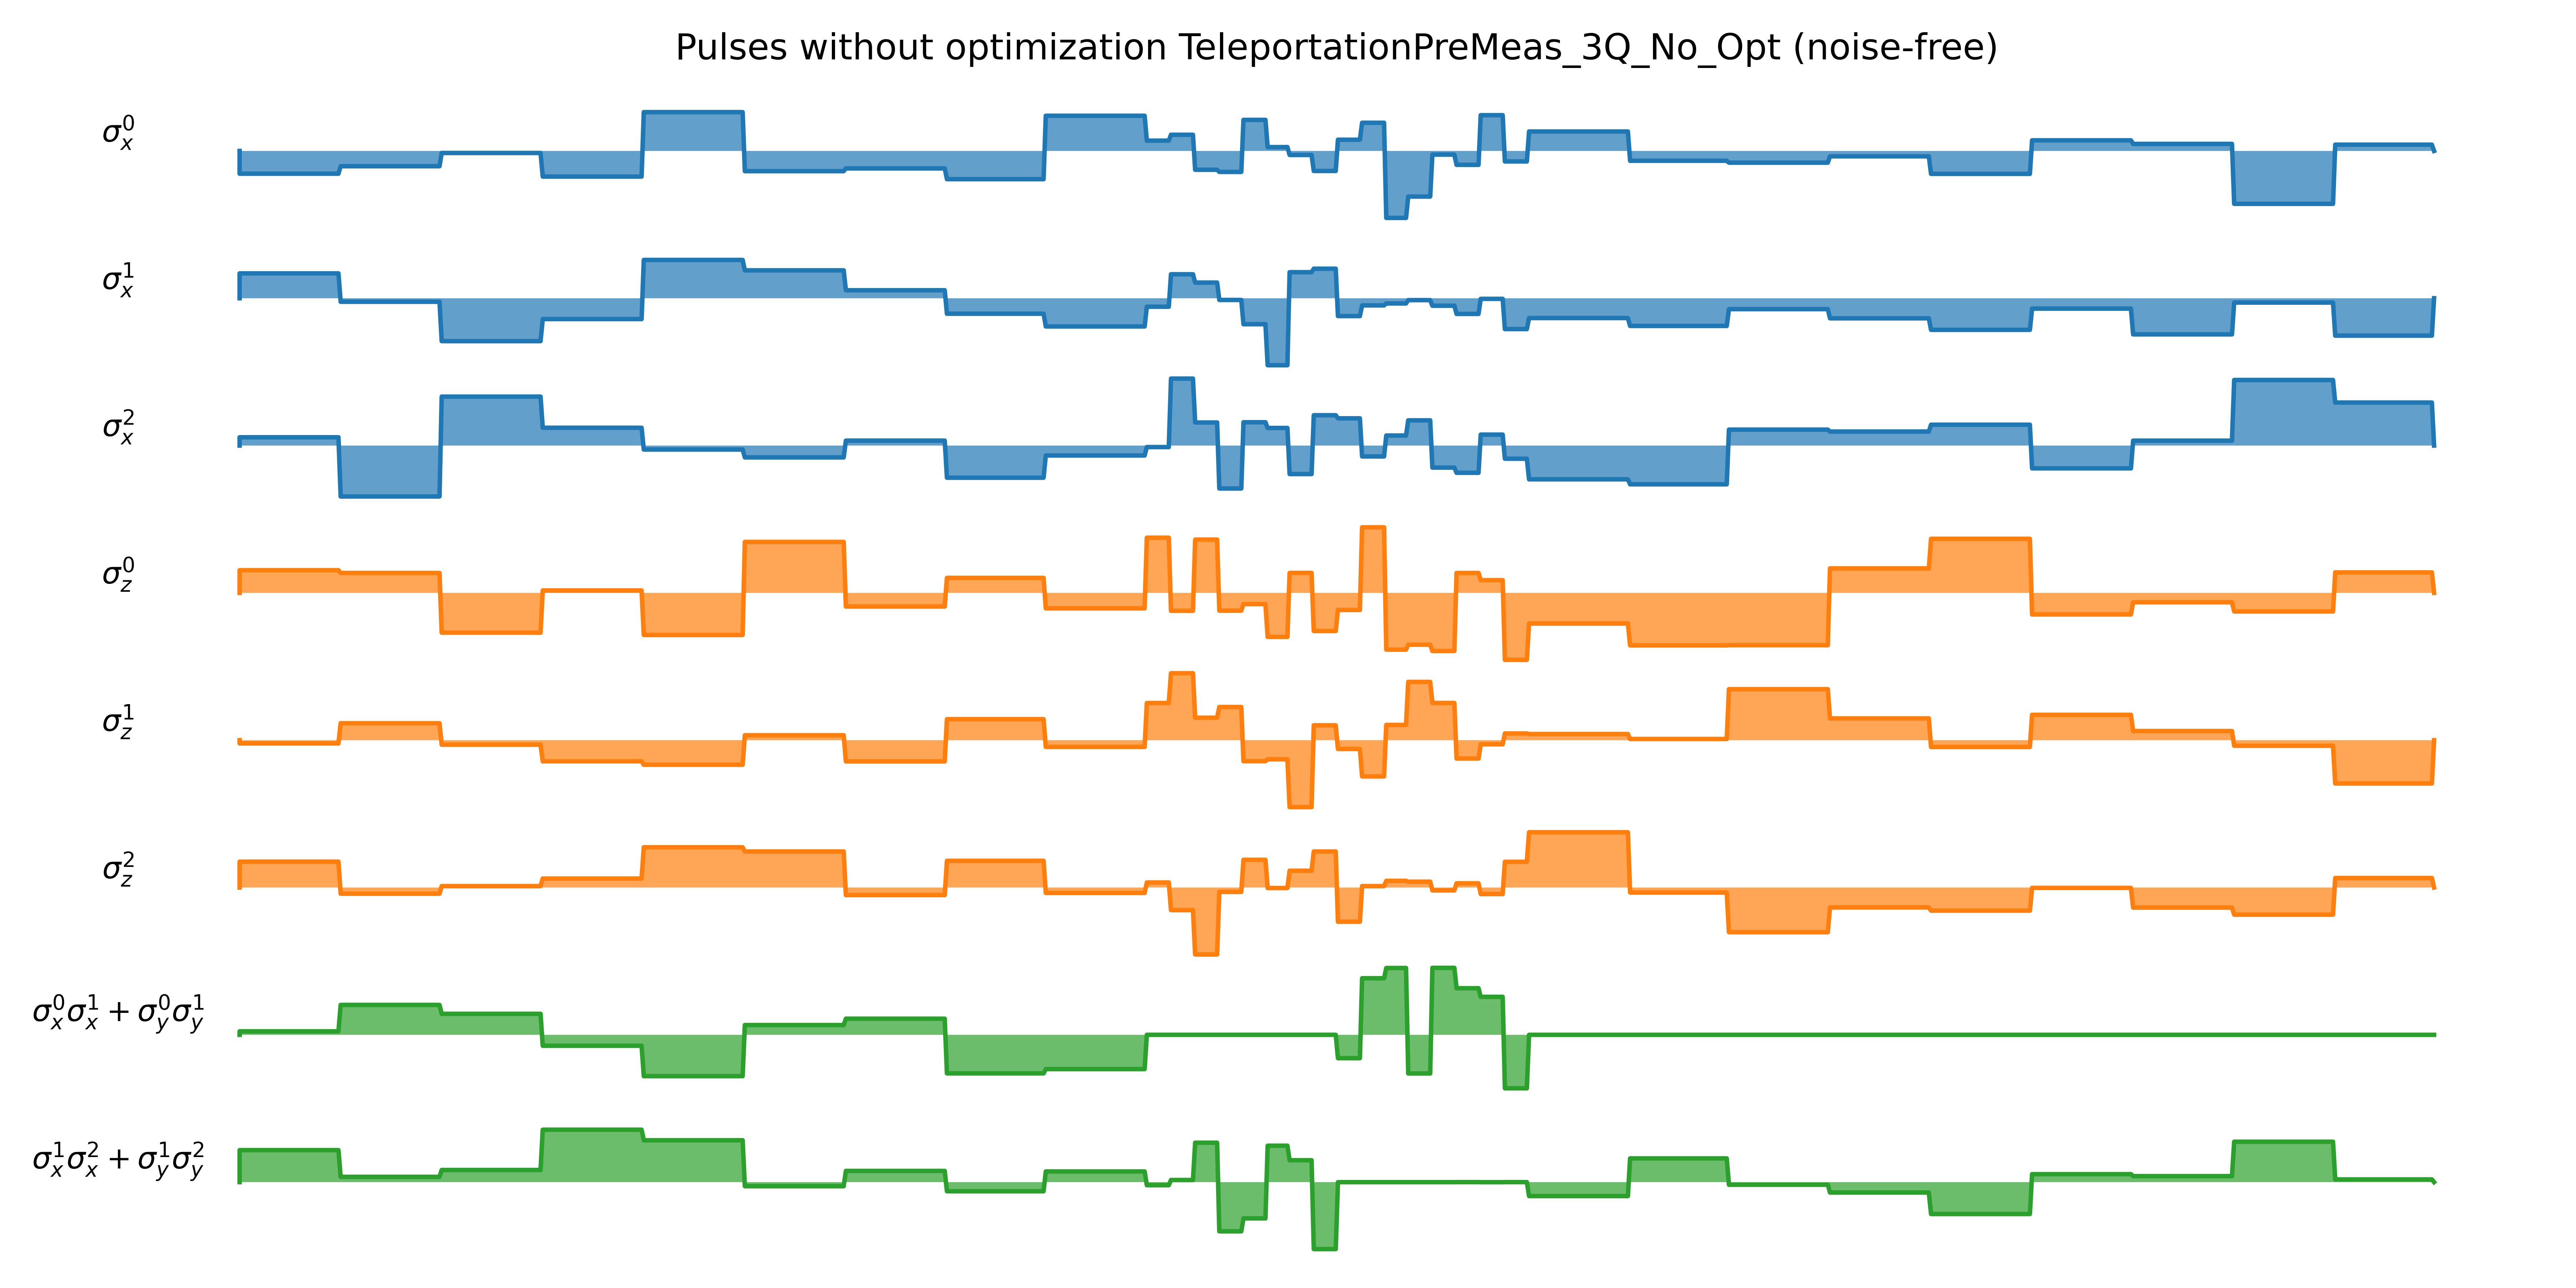 Pulses without optimization TeleportationPreMeas_3Q_No_Opt (noise-free)
σ_x^0
σ_x^1
σ_x^2
σ_z^0
σ_z^1
σ_z^2
σ_x^0σ_x^1 + σ_y^0σ_y^1
σ_x^1σ_x^2 + σ_y^1σ_y^2